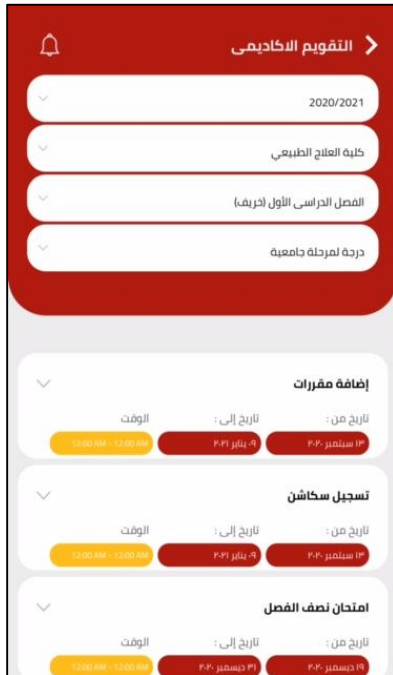 التقويم الاكاديمى
2020/2021
كلية العلاج الطبيعي
الفصل الدراسى الأول (خريف)
درجة لمرحلة جامعية
إضافة مقررات
تاريخ من : تاريخ إلى : الوقت
١٣ سبتمبر ٢٠٢٠ ٠٩ يناير ٢٠٢١ 12:00 AM - 12:00 AM
تسجيل سكاشن
تاريخ من : تاريخ إلى : الوقت
١٣ سبتمبر ٢٠٢٠ ٠٩ يناير ٢٠٢١ 12:00 AM - 12:00 AM
امتحان نصف الفصل
تاريخ من : تاريخ إلى : الوقت
١٩ ديسمبر ٢٠٢٠ ٣١ ديسمبر ٢٠٢٠ 12:00 AM - 12:00 AM